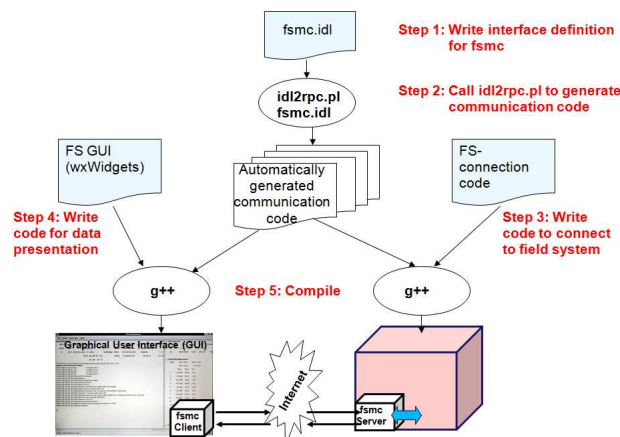 fsmc.idl
Step 1: Write interface definition
for fsmc
idl2rpc.pl
fsmc.idl
Step 2: Call idl2rpc.pl to generate
communication code
FS GUI
(wxWidgets)
Automatically
generated
communication
code
FS-
connection
code
Step 4: Write
code for data
presentation
Step 3: Write
code to connect
to field system
g++
Step 5: Compile
g++
Graphical User Interface (GUI)
Internet
fsmc
Client
fsmc
Server